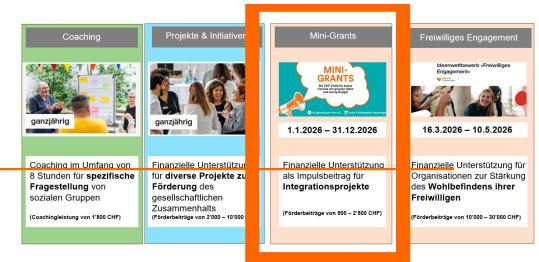 Coaching
ganzjährig
Coaching im Umfang von
8 Stunden für spezifische
Fragestellung von
sozialen Gruppen
(Coachingleistung von 1'800 CHF)
Projekte & Initiativen
ganzjährig
Finanzielle Unterstützung
für diverse Projekte zur
Förderung des
gesellschaftlichen
Zusammenhalts
(Förderbeiträge von 2'000 – 10'000
Mini-Grants
MINI-
GRANTS
1.1.2026 – 31.12.2026
Finanzielle Unterstützung
als Impulsbeitrag für
Integrationsprojekte
(Förderbeiträge von 500 – 2'500 CHF)
Freiwilliges Engagement
Ideenwettbewerb «Freiwilliges
Engagement»
16.3.2026 – 10.5.2026
Finanzielle Unterstützung für
Organisationen zur Stärkung
des Wohlbefindens ihrer
Freiwilligen
(Förderbeiträge von 10'000 – 30'000 CHF)